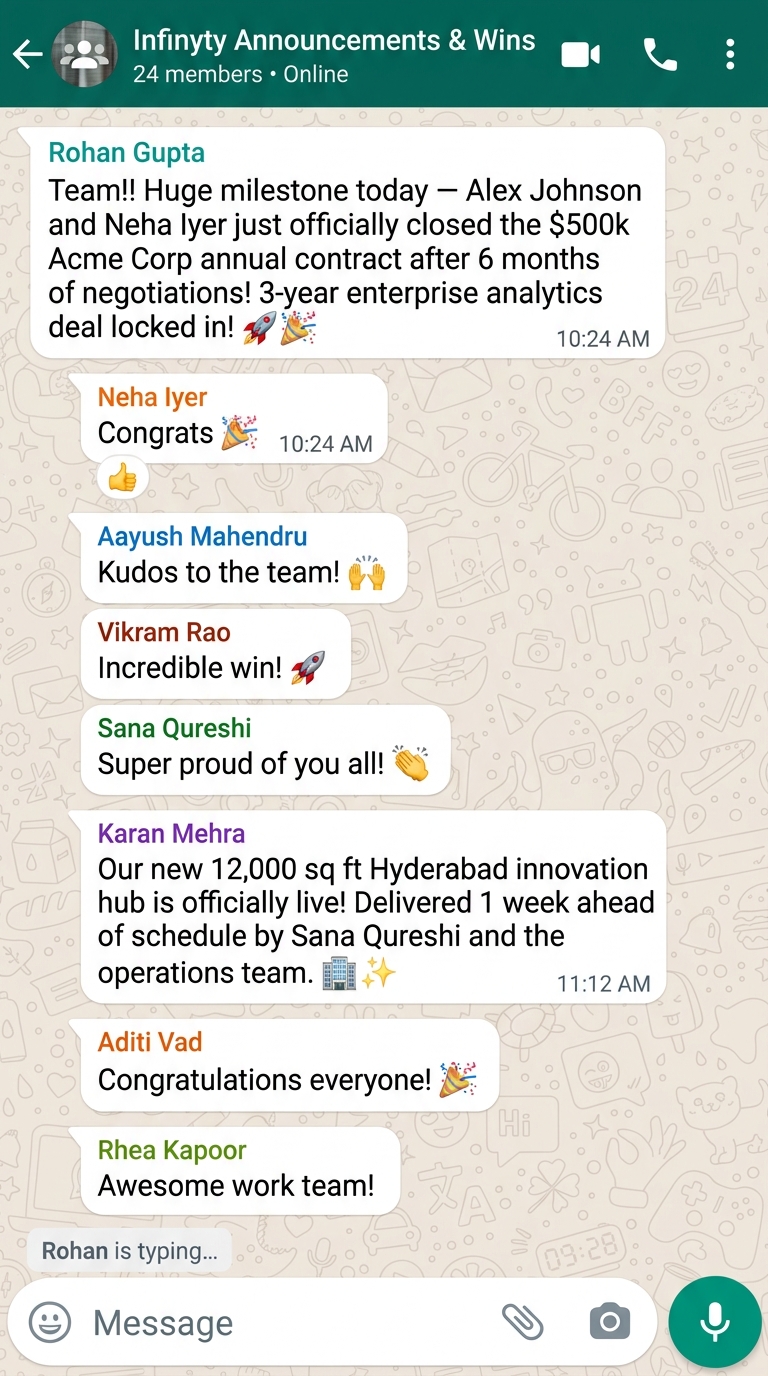 Infinyty Announcements & Wins
24 members • Online
Rohan Gupta
Team!! Huge milestone today — Alex Johnson
and Neha Iyer just officially closed the $500k
Acme Corp annual contract after 6 months
of negotiations! 3-year enterprise analytics
deal locked in! 🚀🎉
10:24 AM
Neha Iyer
Congrats 🎉 10:24 AM
👍
Aayush Mahendru
Kudos to the team! 🙌
Vikram Rao
Incredible win! 🚀
Sana Qureshi
Super proud of you all! 👏
Karan Mehra
Our new 12,000 sq ft Hyderabad innovation
hub is officially live! Delivered 1 week ahead
of schedule by Sana Qureshi and the
operations team. 🏢✨
11:12 AM
Aditi Vad
Congratulations everyone! 🎉
Rhea Kapoor
Awesome work team!
Rohan is typing...
Message
24
BFF
Hi
09:28